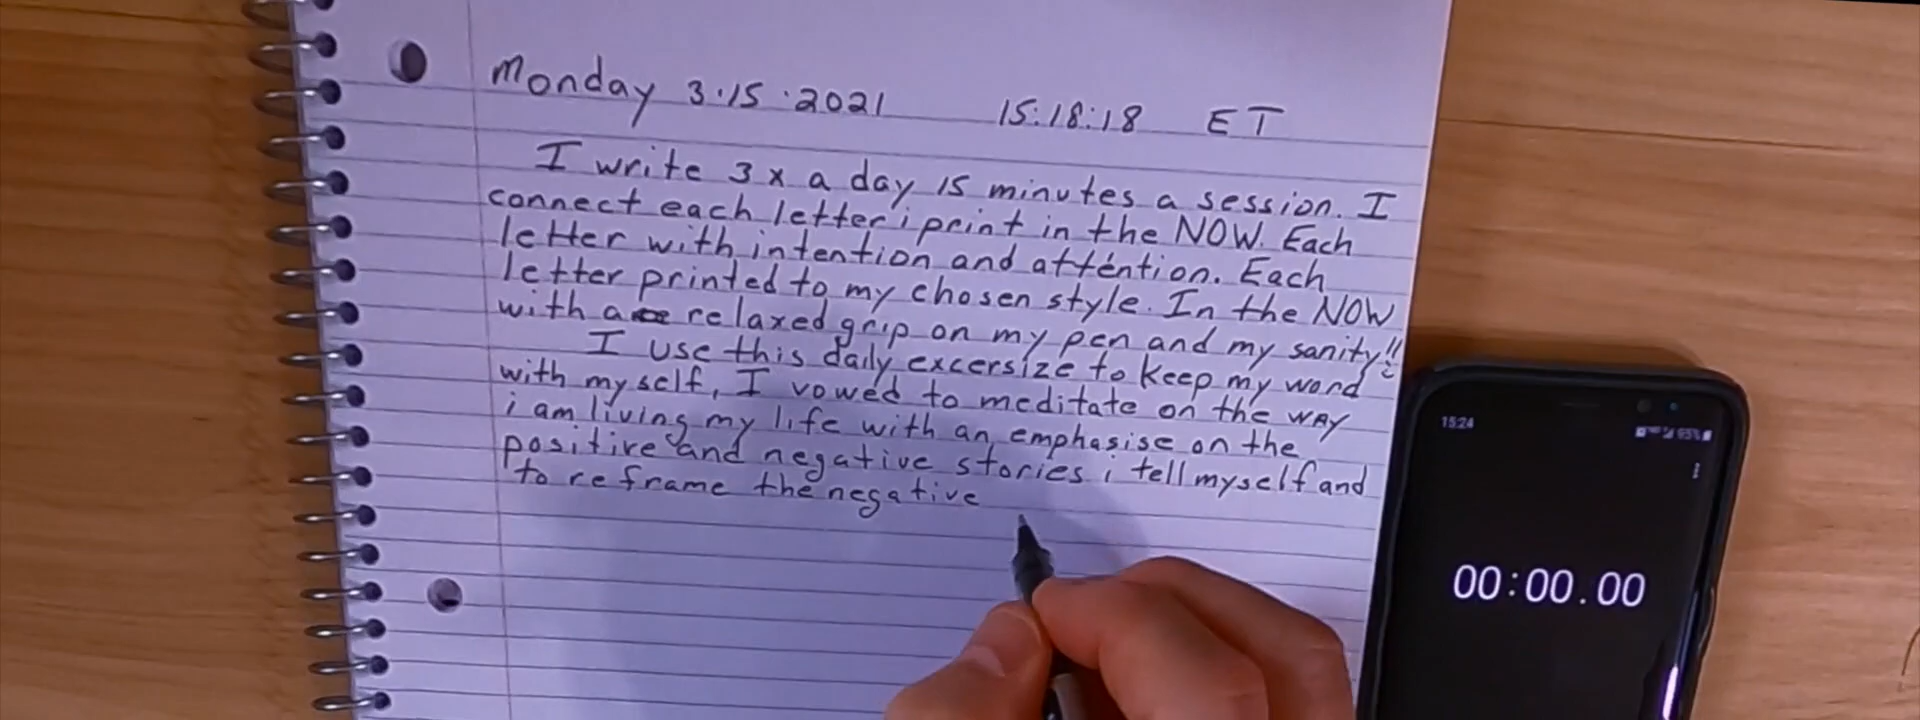 Monday 3·15·2021 15:18:18 ET
I write 3x a day 15 minutes a session. I
connect each letter i print in the NOW. Each
letter with intention and attention. Each
letter printed to my chosen style. In the NOW
with a relaxed grip on my pen and my sanity!!
I use this daily excersize to keep my word
with myself, I vowed to meditate on the WAY
i am living my life with an emphasise on the
positive and negative stories i tell myself and
to reframe the negative
15:24
65%
00:00.00